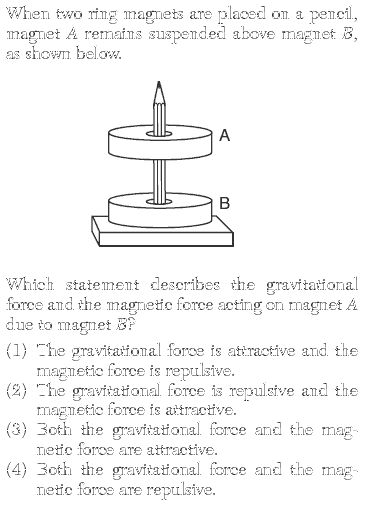 When two ring magnets are placed on a pencil,
magnet A remains suspended above magnet B,
as shown below.
A
B
Which statement describes the gravitational
force and the magnetic force acting on magnet A
due to magnet B?
(1) The gravitational force is attractive and the
magnetic force is repulsive.
(2) The gravitational force is repulsive and the
magnetic force is attractive.
(3) Both the gravitational force and the mag-
netic force are attractive.
(4) Both the gravitational force and the mag-
netic force are repulsive.